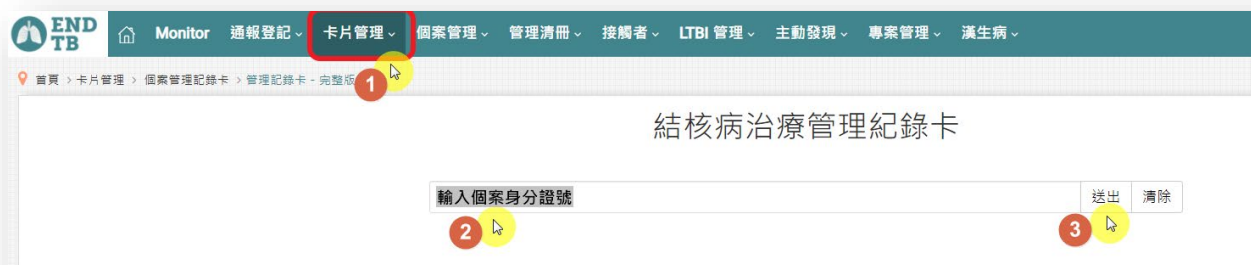 END TB Monitor 通報登記 卡片管理 個案管理 管理清冊 接觸者 LTBI 管理 主動發現 專案管理 漢生病
首頁 > 卡片管理 > 個案管理記錄卡 > 管理記錄卡 - 完整版
1
結核病治療管理紀錄卡
輸入個案身分證號 送出 清除
2 3